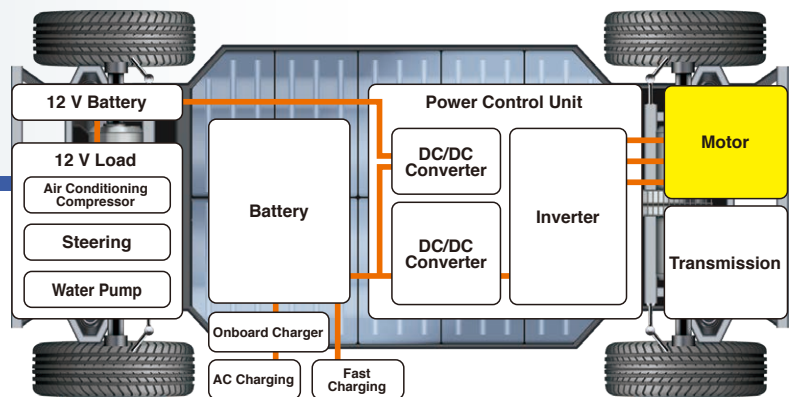 12 V Battery
12 V Load
Air Conditioning
Compressor
Steering
Water Pump
Battery
Onboard Charger
AC Charging
Fast
Charging
Power Control Unit
DC/DC
Converter
DC/DC
Converter
Inverter
Motor
Transmission